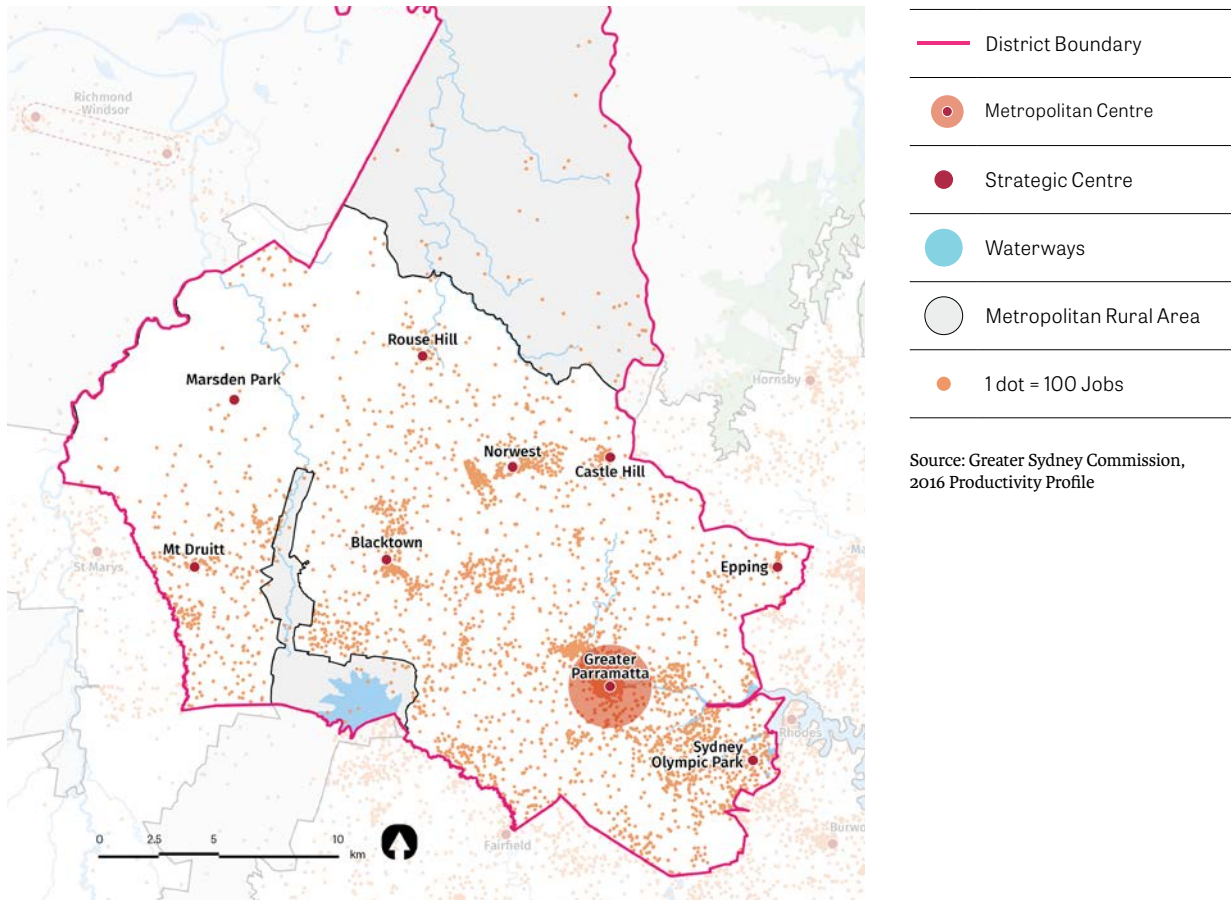 Richmond
-Windsor
Rouse Hill
Marsden Park
Hornsby
Norwest
Castle Hill
Mt Druitt
St Marys
Blacktown
Epping
Greater
Parramatta
Rhodes
Sydney
Olympic Park
Fairfield
0 2.5 5 10
km
District Boundary
Metropolitan Centre
Strategic Centre
Waterways
Metropolitan Rural Area
1 dot = 100 Jobs
Source: Greater Sydney Commission,
2016 Productivity Profile